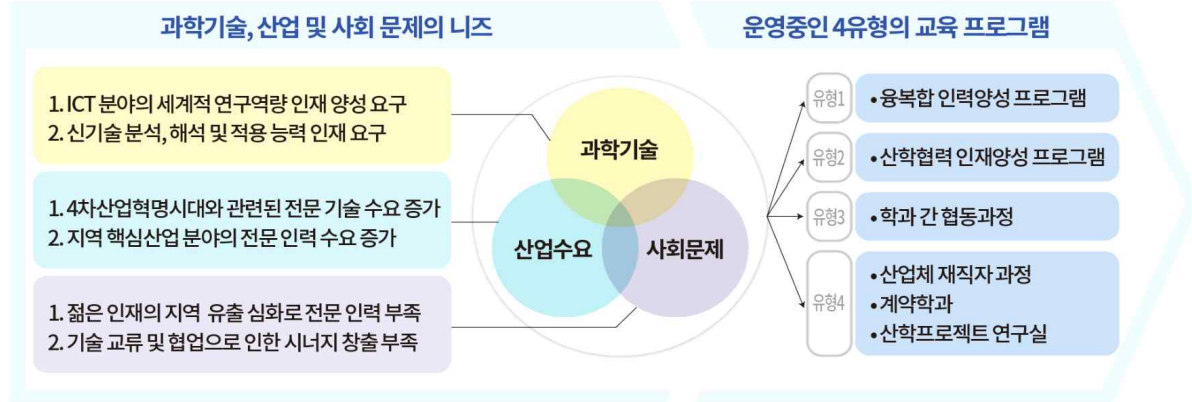 과학기술, 산업 및 사회 문제의 니즈
1. ICT 분야의 세계적 연구역량 인재 양성 요구
2. 신기술 분석, 해석 및 적용 능력 인재 요구
1. 4차산업혁명시대와 관련된 전문 기술 수요 증가
2. 지역 핵심산업 분야의 전문 인력 수요 증가
1. 젊은 인재의 지역 유출 심화로 전문 인력 부족
2. 기술 교류 및 협업으로 인한 시너지 창출 부족
과학기술
산업수요
사회문제
운영중인 4유형의 교육 프로그램
유형1
•융복합 인력양성 프로그램
유형2
•산학협력 인재양성 프로그램
유형3
•학과 간 협동과정
유형4
•산업체 재직자 과정
•계약학과
•산학프로젝트 연구실